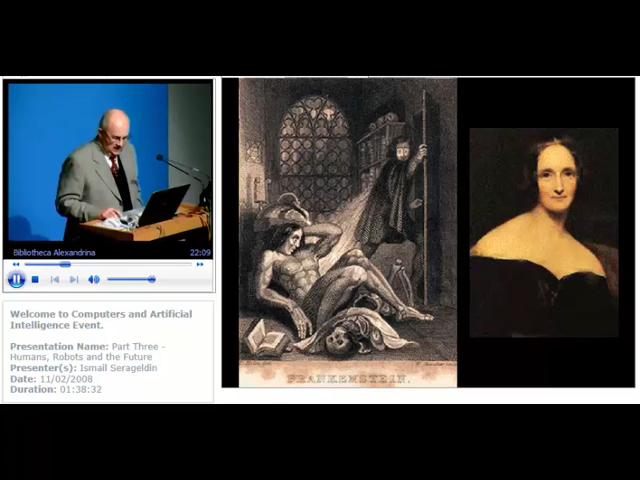 Bibliotheca Alexandrina 22:09
Welcome to Computers and Artificial
Intelligence Event.
Presentation Name: Part Three -
Humans, Robots and the Future
Presenter(s): Ismail Serageldin
Date: 11/02/2008
Duration: 01:38:32
FRANKENSTEIN.